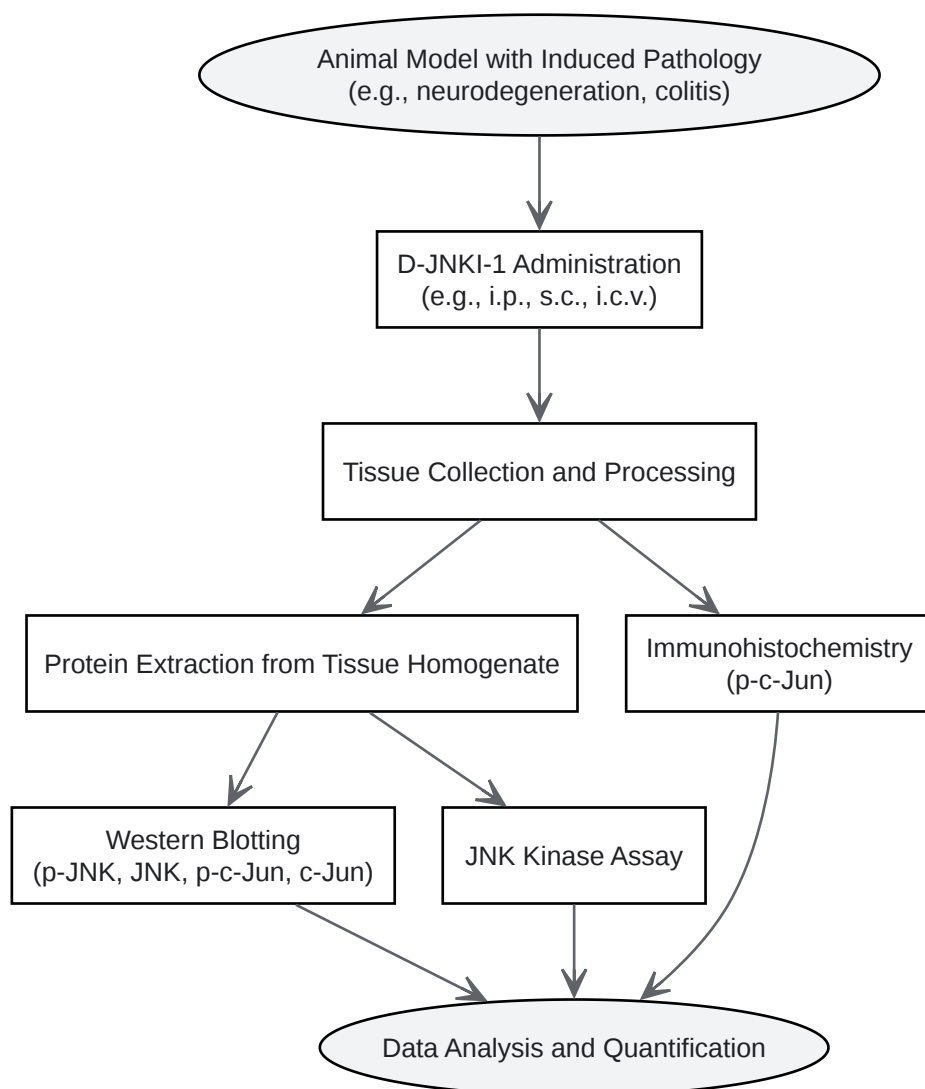 Animal Model with Induced Pathology
(e.g., neurodegeneration, colitis)
D-JNKI-1 Administration
(e.g., i.p., s.c., i.c.v.)
Tissue Collection and Processing
Protein Extraction from Tissue Homogenate
Immunohistochemistry
(p-c-Jun)
Western Blotting
(p-JNK, JNK, p-c-Jun, c-Jun)
JNK Kinase Assay
Data Analysis and Quantification